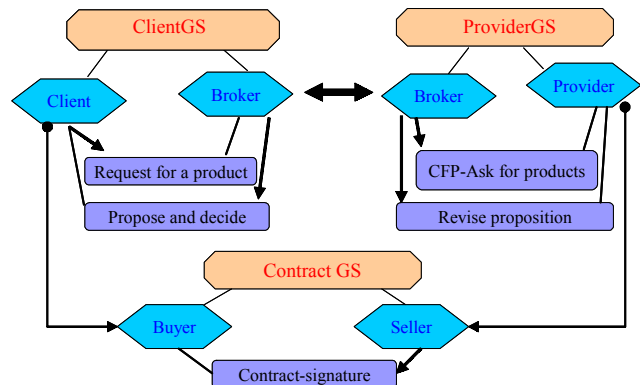 ClientGS
ProviderGS
Client
Broker
Broker
Provider
Request for a product
CFP-Ask for products
Propose and decide
Revise proposition
Contract GS
Buyer
Seller
Contract-signature